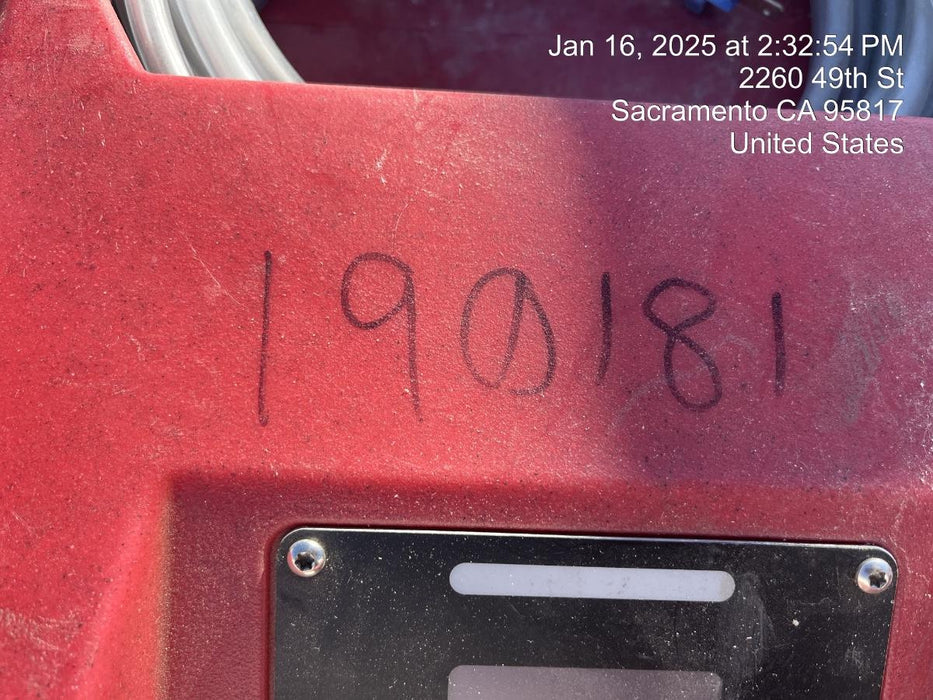 Jan 16, 2025 at 2:32:54 PM
2260 49th St
Sacramento CA 95817
United States
190181